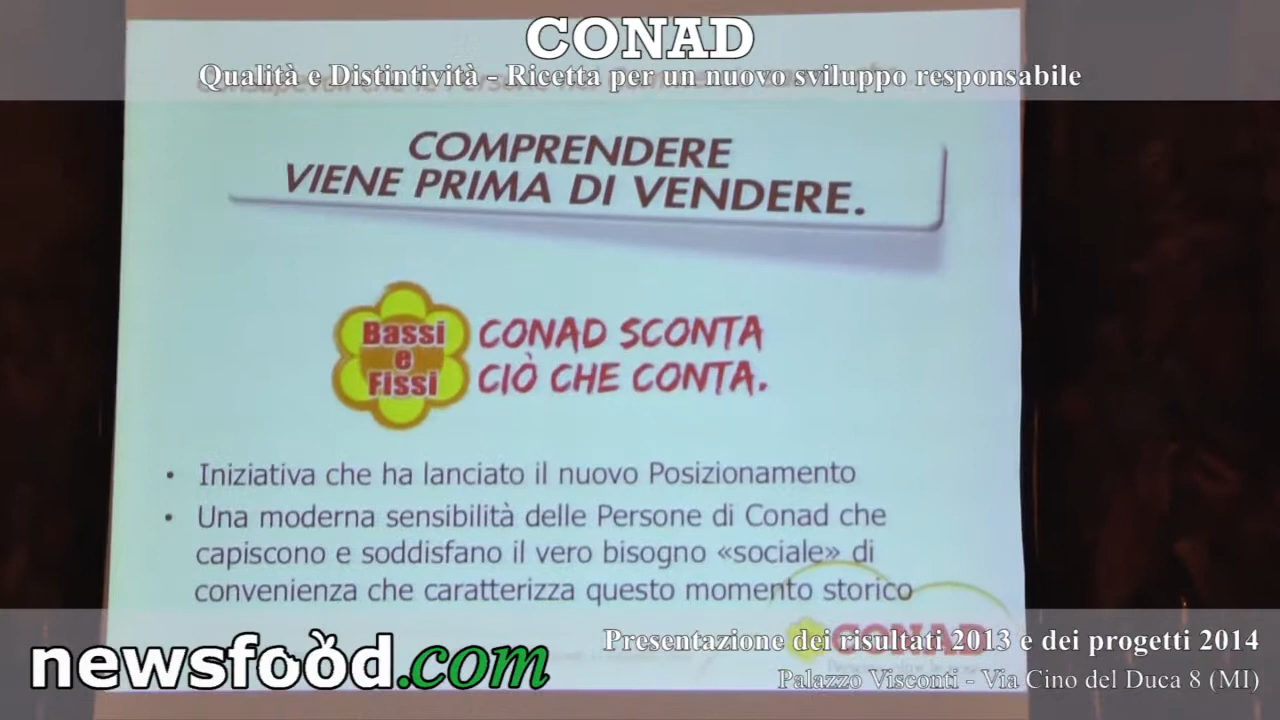 CONAD
Qualità e Distintività - Ricetta per un nuovo sviluppo responsabile
COMPRENDERE
VIENE PRIMA DI VENDERE.
Bassi
e
Fissi
CONAD SCONTA
CIÒ CHE CONTA.
• Iniziativa che ha lanciato il nuovo Posizionamento
• Una moderna sensibilità delle Persone di Conad che
capiscono e soddisfano il vero bisogno «sociale» di
convenienza che caratterizza questo momento storico
CONAD
newsfood.com
Presentazione dei risultati 2013 e dei progetti 2014
Palazzo Visconti - Via Cino del Duca 8 (MI)